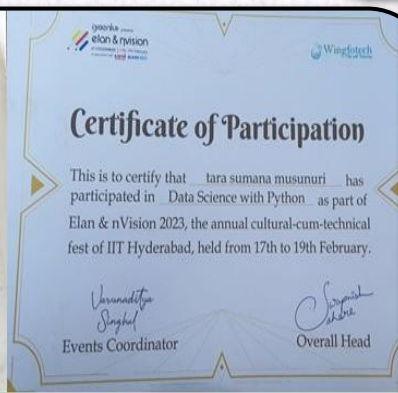 elan & nvision
Wingfotech
Certificate of Participation
This is to certify that tara sumana musunuri has
participated in Data Science with Python as part of
Elan & nVision 2023, the annual cultural-cum-technical
fest of IIT Hyderabad, held from 17th to 19th February.
Varunaditya
Singhal
Events Coordinator
Overall Head